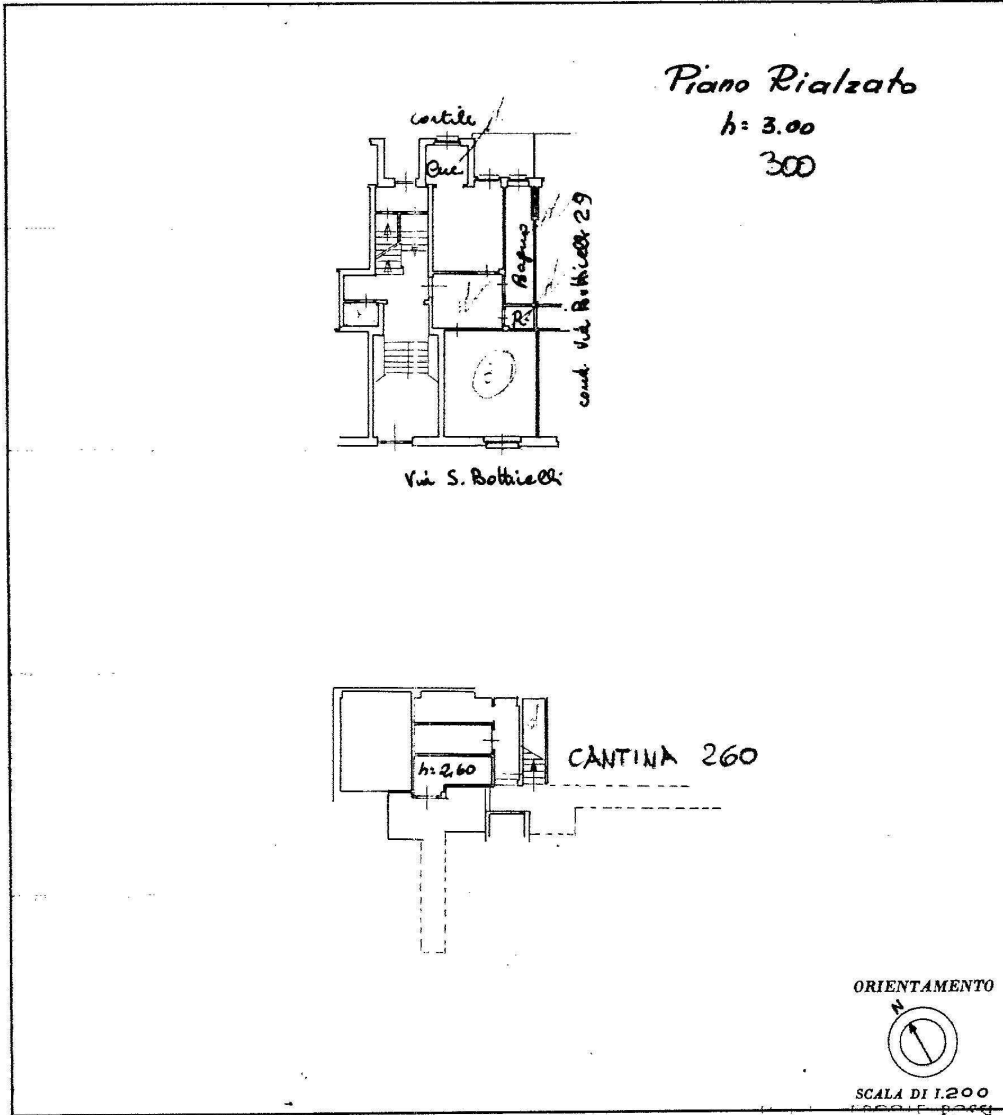 Piano Rialzato
h= 3.00
300
cortile
Cuc
Bagno
R.
cond. Via Botticelli 29
Via S. Botticelli
h=2,60
CANTINA 260
ORIENTAMENTO
N
SCALA DI 1.200